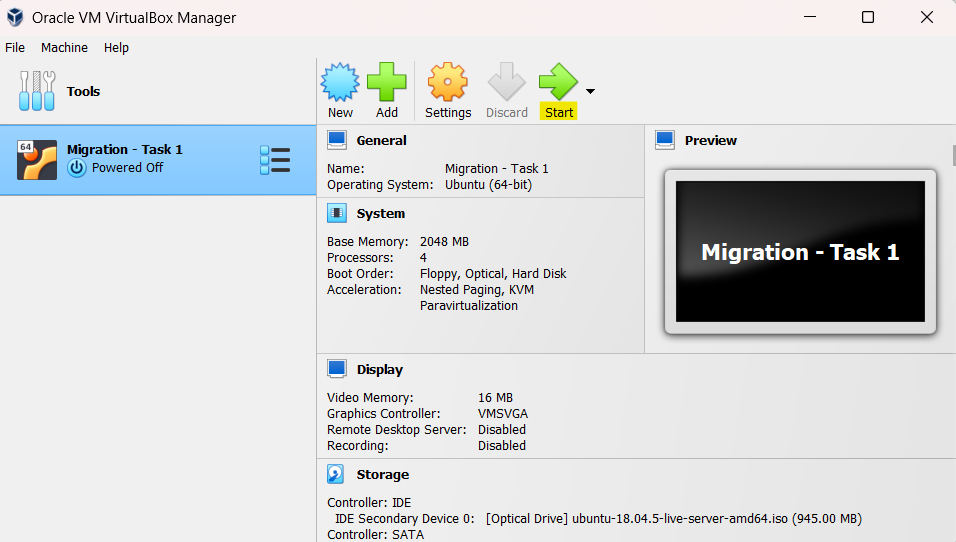 Oracle VM VirtualBox Manager
File Machine Help
Tools
New Add Settings Discard Start
64
Migration - Task 1
Powered Off
General
Name: Migration - Task 1
Operating System: Ubuntu (64-bit)
Preview
Migration - Task 1
System
Base Memory: 2048 MB
Processors: 4
Boot Order: Floppy, Optical, Hard Disk
Acceleration: Nested Paging, KVM
Paravirtualization
Display
Video Memory: 16 MB
Graphics Controller: VMSVGA
Remote Desktop Server: Disabled
Recording: Disabled
Storage
Controller: IDE
IDE Secondary Device 0: [Optical Drive] ubuntu-18.04.5-live-server-amd64.iso (945.00 MB)
Controller: SATA